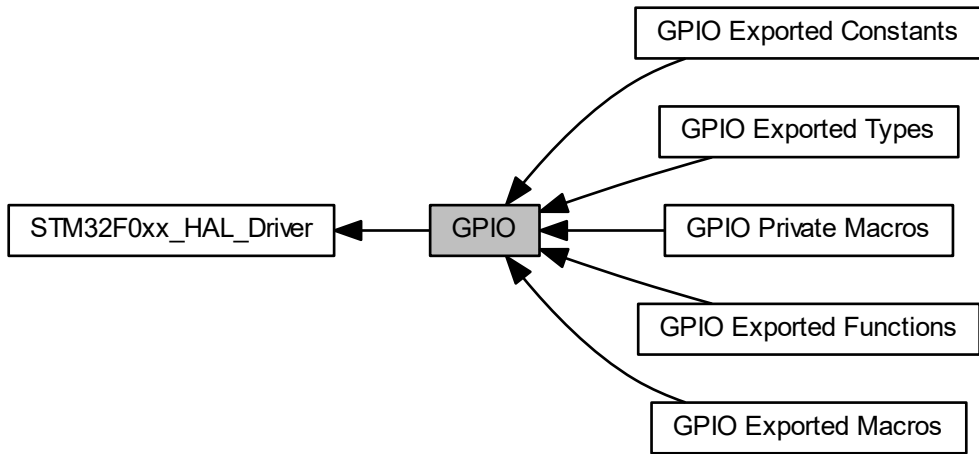 GPIO Exported Constants
GPIO Exported Types
STM32F0xx_HAL_Driver
GPIO
GPIO Private Macros
GPIO Exported Functions
GPIO Exported Macros